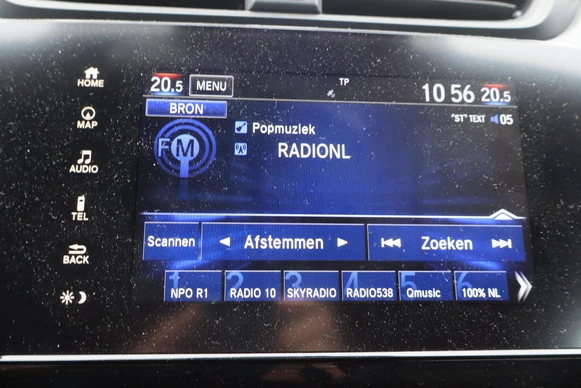 HOME
MAP
AUDIO
TEL
BACK
20.5 MENU TP 10 56 20.5
BRON
"ST" TEXT 05
FM
Popmuziek
RADIONL
Scannen Afstemmen Zoeken
1 2 3 4 5 6
NPO R1 RADIO 10 SKYRADIO RADIO538 Qmusic 100% NL